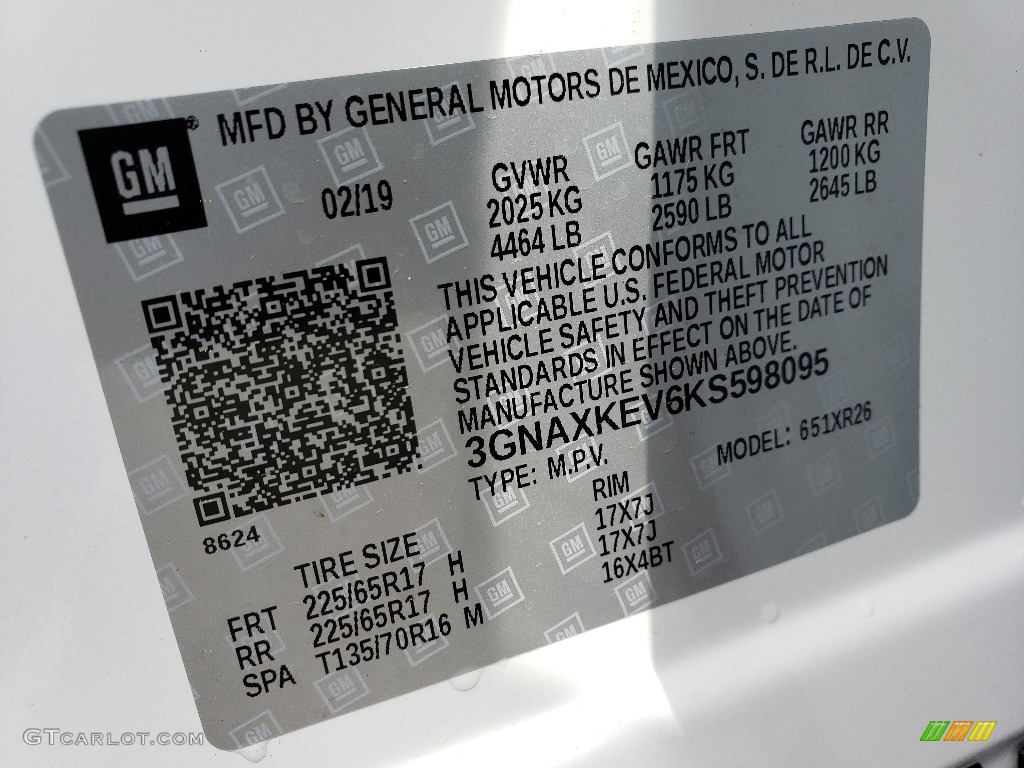 MFD BY GENERAL MOTORS DE MEXICO, S. DE R.L. DE C.V.
GM
®
02/19
GVWR
2025 KG
4464 LB
GAWR FRT
1175 KG
2590 LB
GAWR RR
1200 KG
2645 LB
THIS VEHICLE CONFORMS TO ALL
APPLICABLE U.S. FEDERAL MOTOR
VEHICLE SAFETY AND THEFT PREVENTION
STANDARDS IN EFFECT ON THE DATE OF
MANUFACTURE SHOWN ABOVE.
3GNAXKEV6KS598095
TYPE: M.P.V.
MODEL: 651XR26
8624
TIRE SIZE
RIM
FRT 225/65R17 H 17X7J
RR 225/65R17 H 17X7J
SPA T135/70R16 M 16X4BT
GTCARLOT.COM